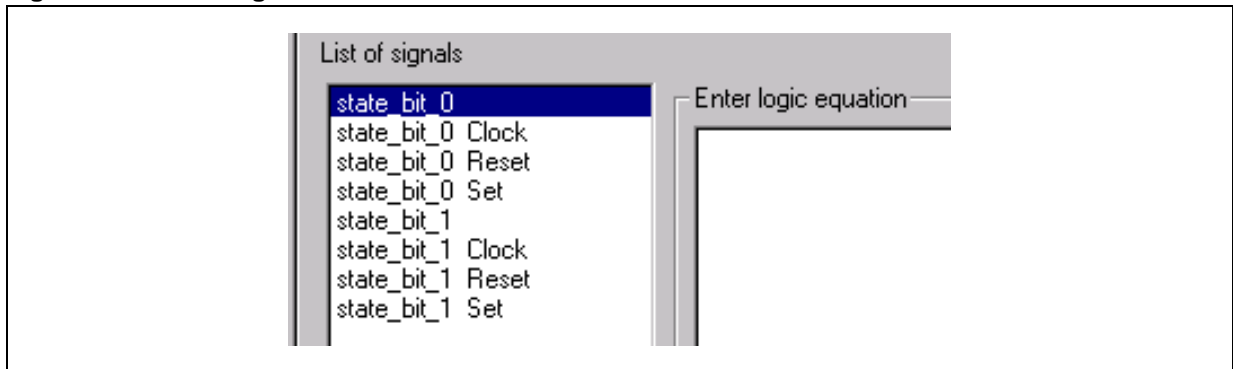 List of signals
state_bit_0
state_bit_0 Clock
state_bit_0 Reset
state_bit_0 Set
state_bit_1
state_bit_1 Clock
state_bit_1 Reset
state_bit_1 Set
Enter logic equation